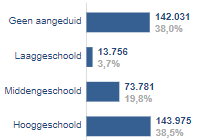 Geen aangeduid
142.031
38,0%
Laaggeschoold
13.756
3,7%
Middengeschoold
73.781
19,8%
Hooggeschoold
143.975
38,5%